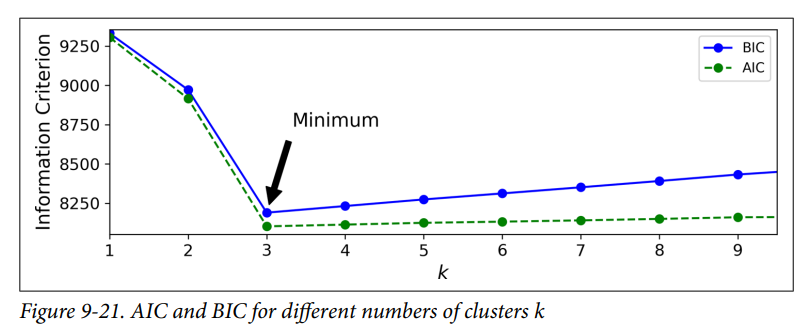 9250
9000
8750
8500
8250
Information Criterion
Minimum
BIC
AIC
1 2 3 4 5 6 7 8 9
k
Figure 9-21. AIC and BIC for different numbers of clusters k